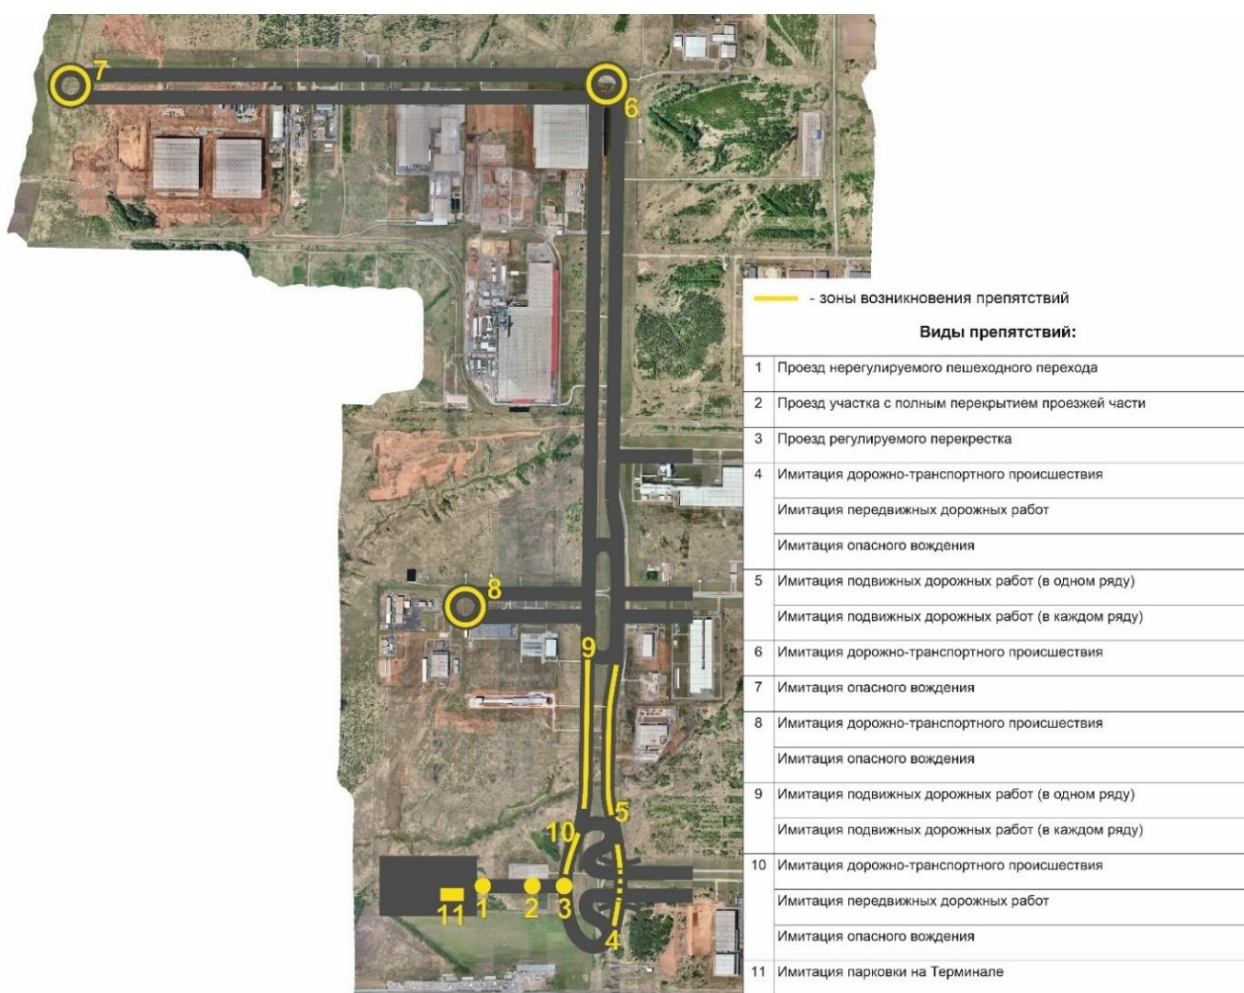 7
6
8
9
5
10
1
2
3
11
4
- зоны возникновения препятствий
Виды препятствий:
1 Проезд нерегулируемого пешеходного перехода
2 Проезд участка с полным перекрытием проезжей части
3 Проезд регулируемого перекрестка
4 Имитация дорожно-транспортного происшествия
Имитация передвижных дорожных работ
Имитация опасного вождения
5 Имитация подвижных дорожных работ (в одном ряду)
Имитация подвижных дорожных работ (в каждом ряду)
6 Имитация дорожно-транспортного происшествия
7 Имитация опасного вождения
8 Имитация дорожно-транспортного происшествия
Имитация опасного вождения
9 Имитация подвижных дорожных работ (в одном ряду)
Имитация подвижных дорожных работ (в каждом ряду)
10 Имитация дорожно-транспортного происшествия
Имитация передвижных дорожных работ
Имитация опасного вождения
11 Имитация парковки на Терминале